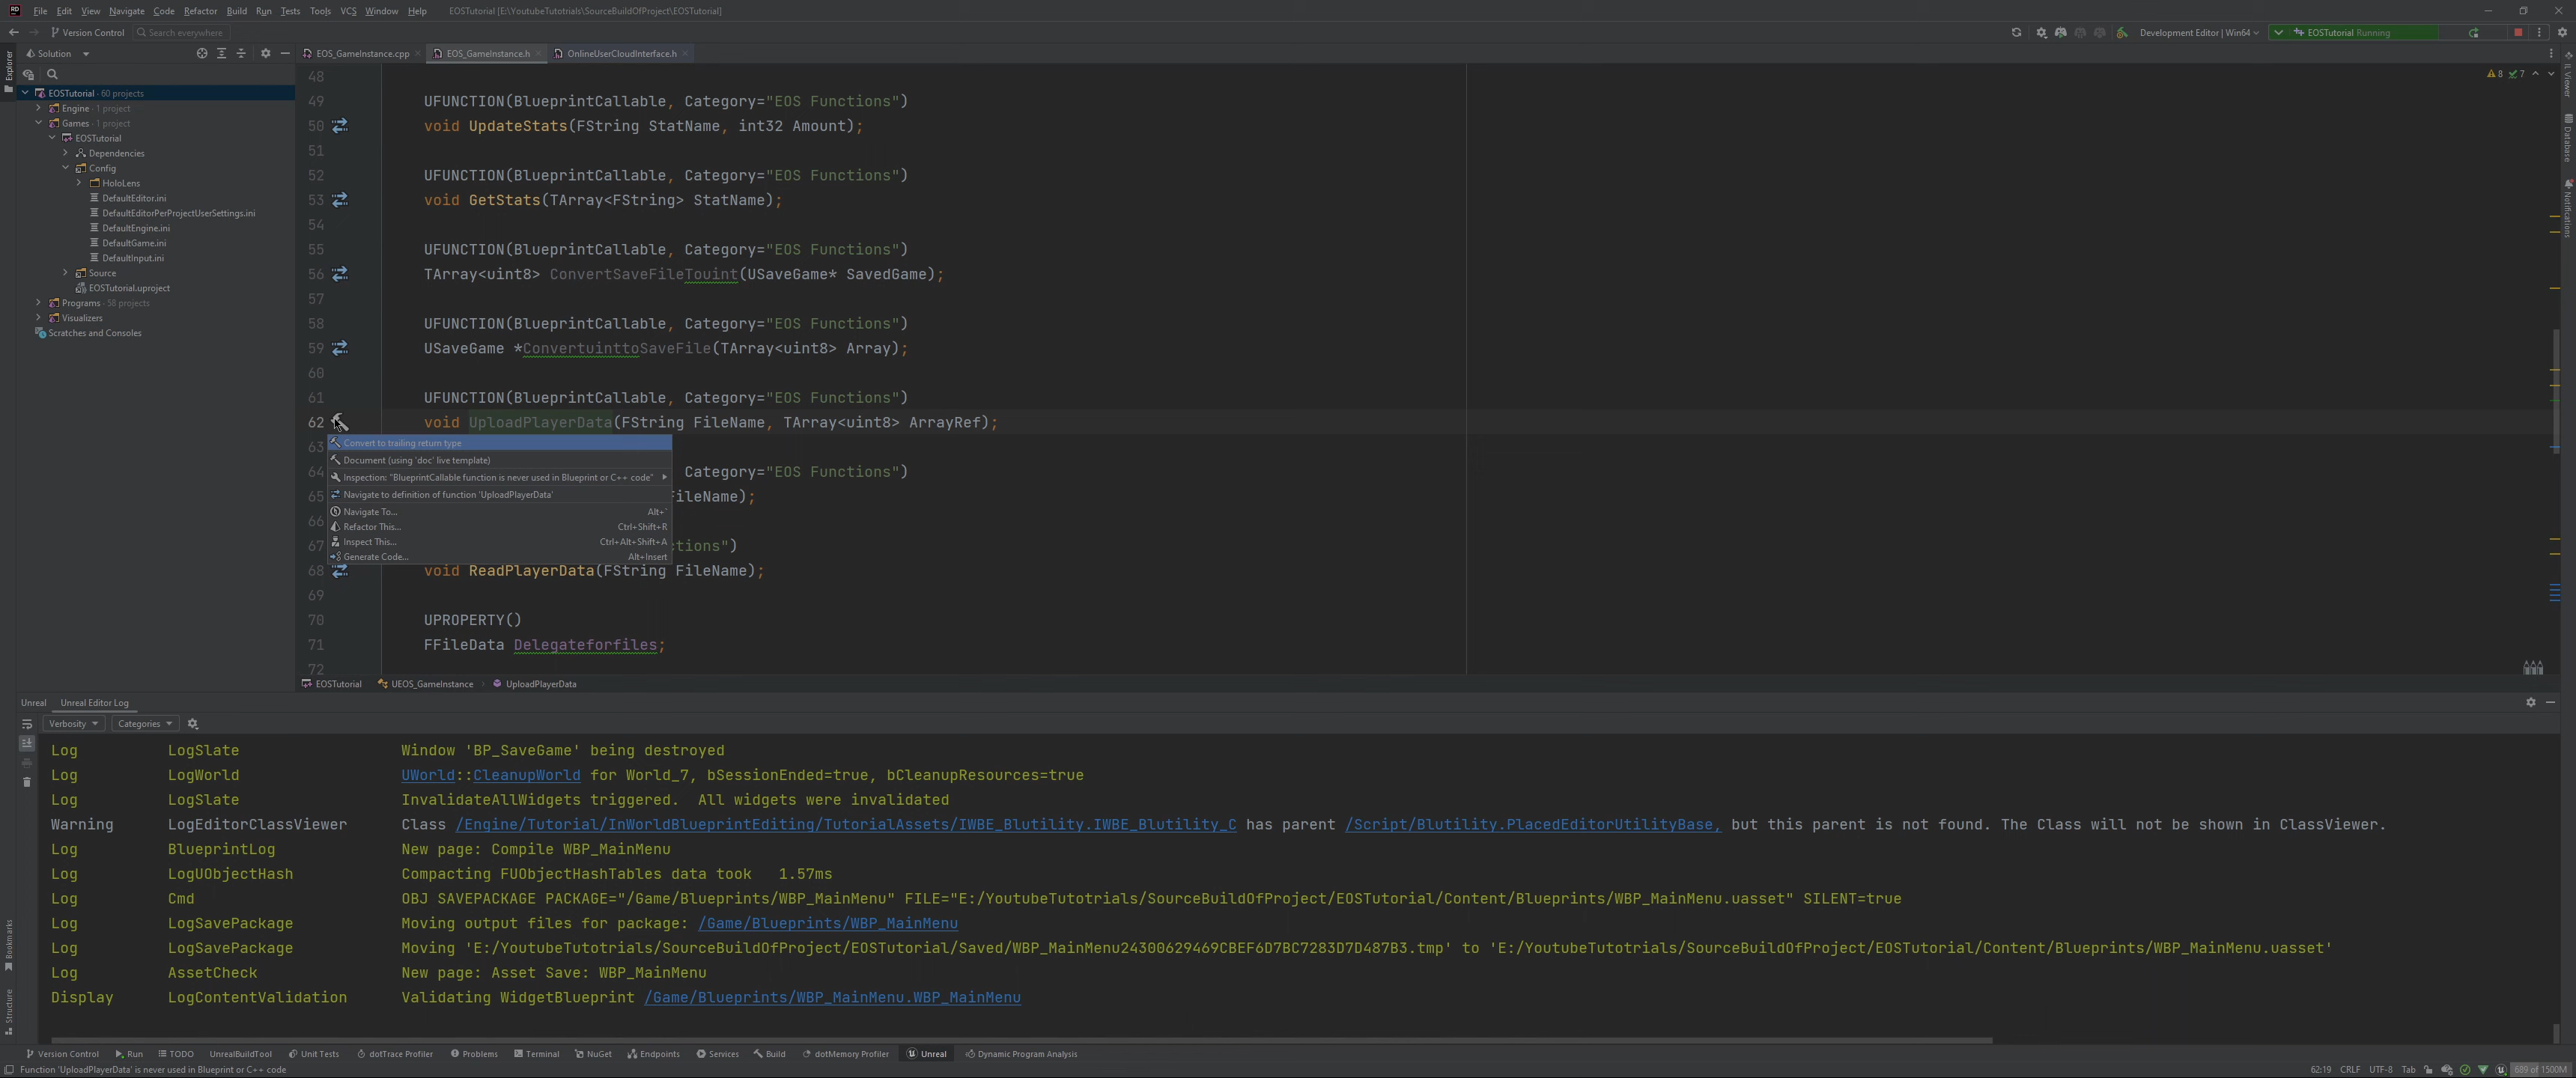 File Edit View Navigate Code Refactor Build Run Tests Tools VCS Window Help EOSTutorial [E:\YoutubeTutotrials\SourceBuildOfProject\EOSTutorial]
Version Control Search everywhere Development Editor | Win64 EOSTutorial Running
Solution
EOS_GameInstance.cpp EOS_GameInstance.h OnlineUserCloudInterface.h
Explorer
EOSTutorial · 60 projects
Engine · 1 project
Games · 1 project
EOSTutorial
Dependencies
Config
HoloLens
DefaultEditor.ini
DefaultEditorPerProjectUserSettings.ini
DefaultEngine.ini
DefaultGame.ini
DefaultInput.ini
Source
EOSTutorial.uproject
Programs · 58 projects
Visualizers
Scratches and Consoles
8 7
48
49 UFUNCTION(BlueprintCallable, Category="EOS Functions")
50 void UpdateStats(FString StatName, int32 Amount);
51
52 UFUNCTION(BlueprintCallable, Category="EOS Functions")
53 void GetStats(TArray<FString> StatName);
54
55 UFUNCTION(BlueprintCallable, Category="EOS Functions")
56 TArray<uint8> ConvertSaveFileTouint(USaveGame* SavedGame);
57
58 UFUNCTION(BlueprintCallable, Category="EOS Functions")
59 USaveGame *ConvertuinttoSaveFile(TArray<uint8> Array);
60
61 UFUNCTION(BlueprintCallable, Category="EOS Functions")
62 void UploadPlayerData(FString FileName, TArray<uint8> ArrayRef);
63
64 Category="EOS Functions")
65 ileName);
66
67 tions")
68 void ReadPlayerData(FString FileName);
69
70 UPROPERTY()
71 FFileData Delegateforfiles;
72
Convert to trailing return type
Document (using 'doc' live template)
Inspection: "BlueprintCallable function is never used in Blueprint or C++ code"
Navigate to definition of function 'UploadPlayerData'
Navigate To... Alt+`
Refactor This... Ctrl+Shift+R
Inspect This... Ctrl+Alt+Shift+A
Generate Code... Alt+Insert
IL Viewer
Database
Notifications
EOSTutorial UEOS_GameInstance UploadPlayerData
Unreal Unreal Editor Log
Verbosity Categories
Log LogSlate Window 'BP_SaveGame' being destroyed
Log LogWorld UWorld::CleanupWorld for World_7, bSessionEnded=true, bCleanupResources=true
Log LogSlate InvalidateAllWidgets triggered. All widgets were invalidated
Warning LogEditorClassViewer Class /Engine/Tutorial/InWorldBlueprintEditing/TutorialAssets/IWBE_Blutility.IWBE_Blutility_C has parent /Script/Blutility.PlacedEditorUtilityBase, but this parent is not found. The Class will not be shown in ClassViewer.
Log BlueprintLog New page: Compile WBP_MainMenu
Log LogUObjectHash Compacting FUObjectHashTables data took 1.57ms
Log Cmd OBJ SAVEPACKAGE PACKAGE="/Game/Blueprints/WBP_MainMenu" FILE="E:/YoutubeTutotrials/SourceBuildOfProject/EOSTutorial/Content/Blueprints/WBP_MainMenu.uasset" SILENT=true
Log LogSavePackage Moving output files for package: /Game/Blueprints/WBP_MainMenu
Log LogSavePackage Moving 'E:/YoutubeTutotrials/SourceBuildOfProject/EOSTutorial/Saved/WBP_MainMenu24300629469CBEF6D7BC7283D7D487B3.tmp' to 'E:/YoutubeTutotrials/SourceBuildOfProject/EOSTutorial/Content/Blueprints/WBP_MainMenu.uasset'
Log AssetCheck New page: Asset Save: WBP_MainMenu
Display LogContentValidation Validating WidgetBlueprint /Game/Blueprints/WBP_MainMenu.WBP_MainMenu
Bookmarks
Structure
Version Control Run TODO UnrealBuildTool Unit Tests dotTrace Profiler Problems Terminal NuGet Endpoints Services Build dotMemory Profiler Unreal Dynamic Program Analysis
Function 'UploadPlayerData' is never used in Blueprint or C++ code 62:19 CRLF UTF-8 Tab 689 of 1500M